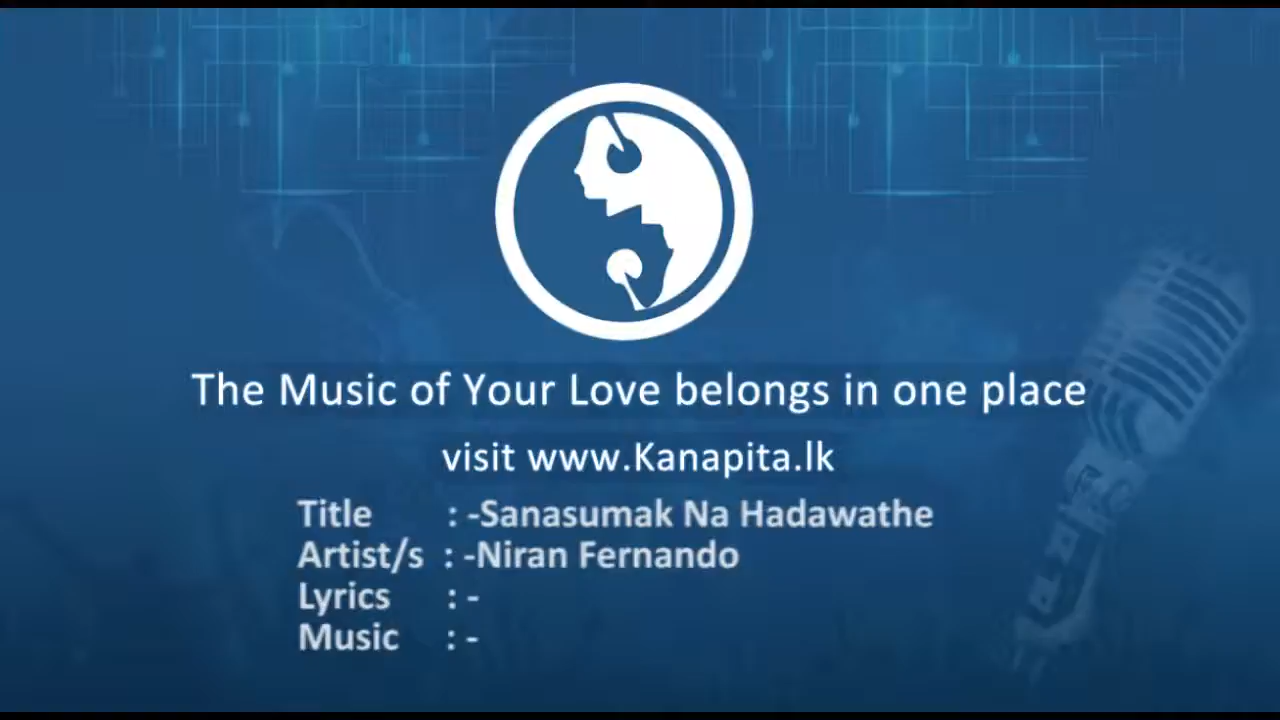 The Music of Your Love belongs in one place
visit www.Kanapita.lk
Title : -Sanasumak Na Hadawathe
Artist/s : -Niran Fernando
Lyrics : -
Music : -